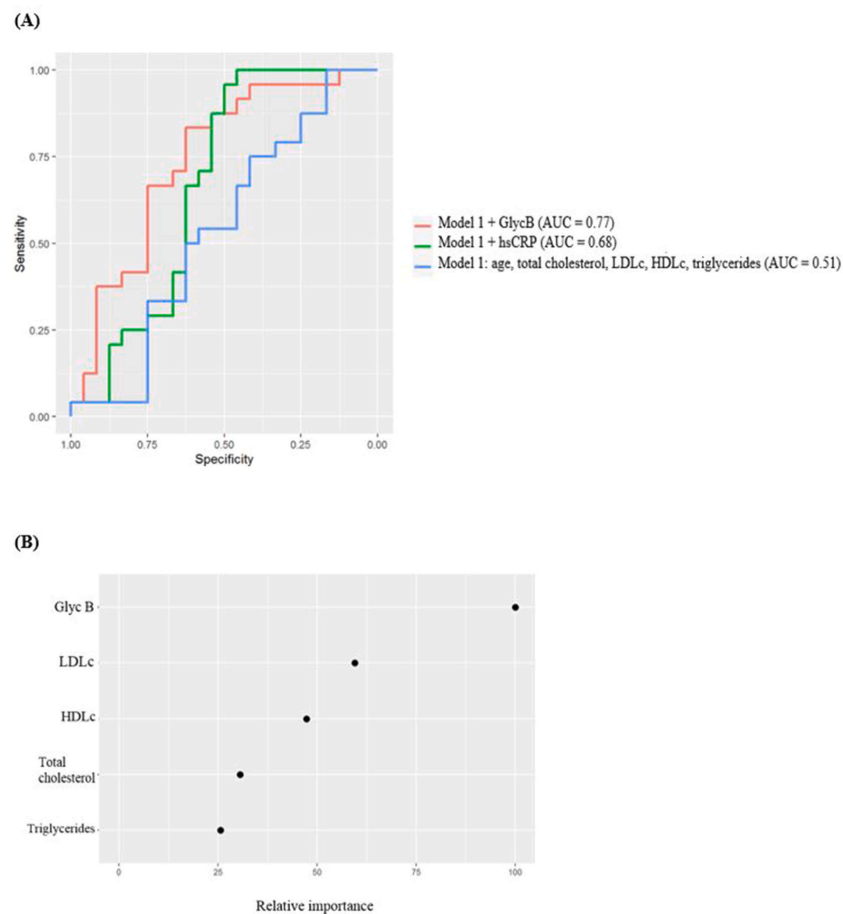 (A)
1.00
0.75
0.50
0.25
0.00
Sensitivity
1.00 0.75 0.50 0.25 0.00
Specificity
Model 1 + GlycB (AUC = 0.77)
Model 1 + hsCRP (AUC = 0.68)
Model 1: age, total cholesterol, LDLc, HDLc, triglycerides (AUC = 0.51)
(B)
Glyc B
LDLc
HDLc
Total
cholesterol
Triglycerides
0 25 50 75 100
Relative importance